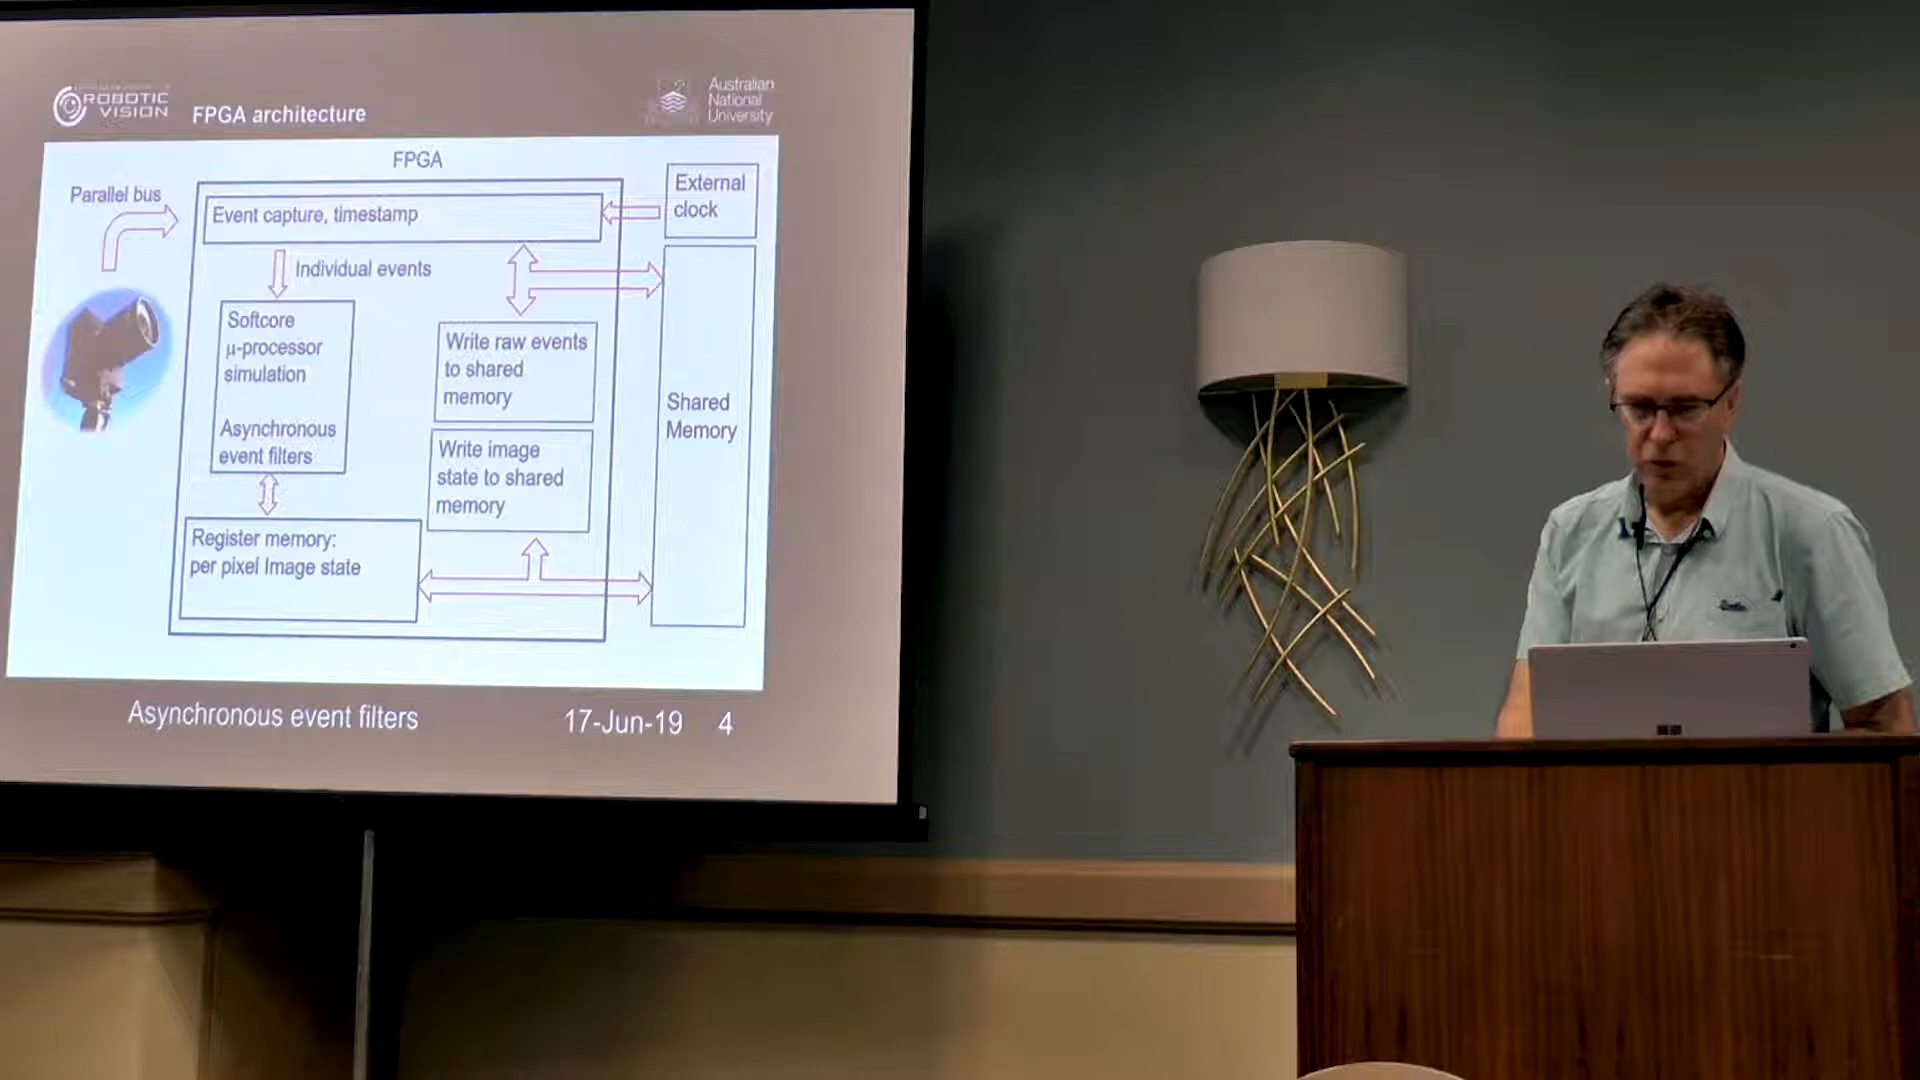 ROBOTIC
VISION
FPGA architecture
Australian
National
University
FPGA
Parallel bus
Event capture, timestamp
External
clock
Individual events
Softcore
μ-processor
simulation
Asynchronous
event filters
Write raw events
to shared
memory
Write image
state to shared
memory
Shared
Memory
Register memory:
per pixel Image state
Asynchronous event filters
17-Jun-19 4